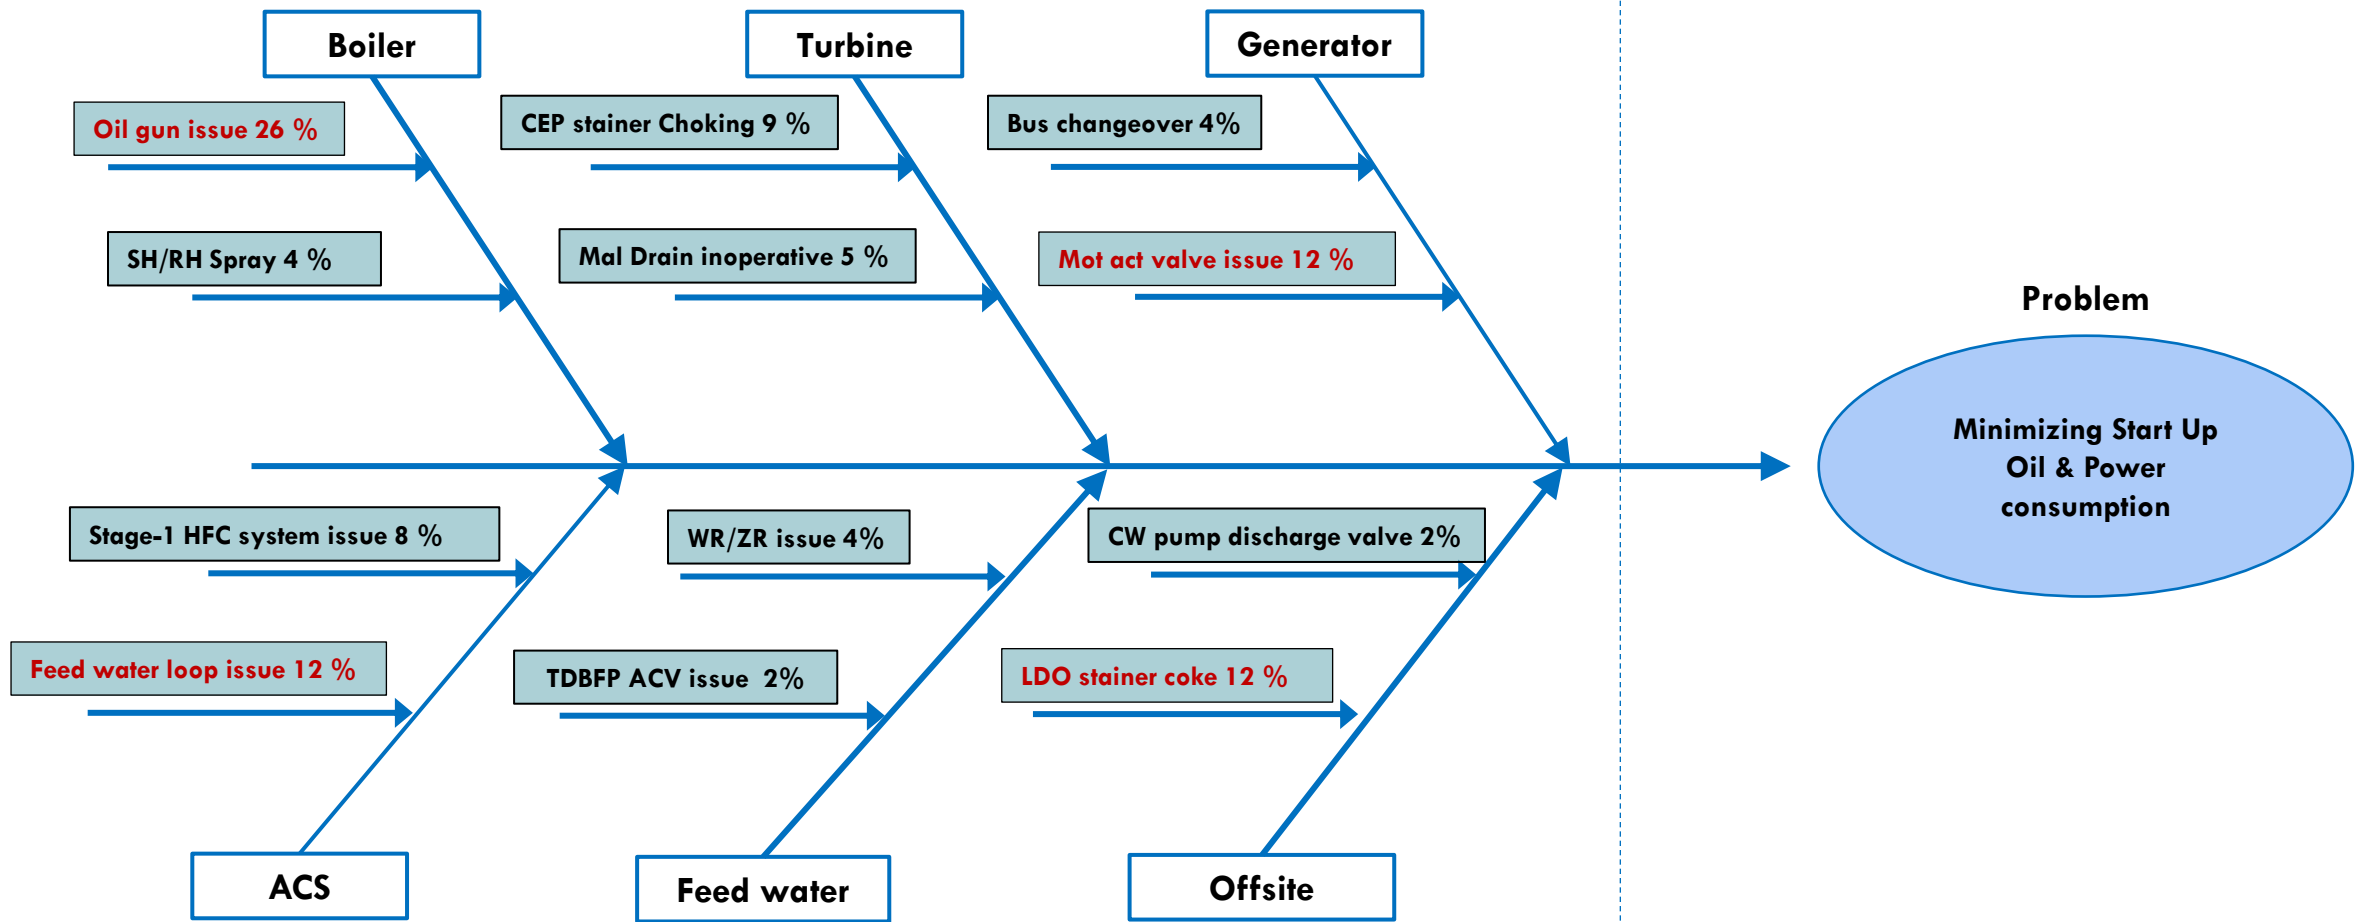 Boiler
Turbine
Generator
Oil gun issue 26 %
CEP stainer Choking 9 %
Bus changeover 4%
SH/RH Spray 4 %
Mal Drain inoperative 5 %
Mot act valve issue 12 %
Problem
Minimizing Start Up
Oil & Power
consumption
Stage-1 HFC system issue 8 %
WR/ZR issue 4%
CW pump discharge valve 2%
Feed water loop issue 12 %
TDBFP ACV issue  2%
LDO stainer coke 12 %
ACS
Feed water
Offsite